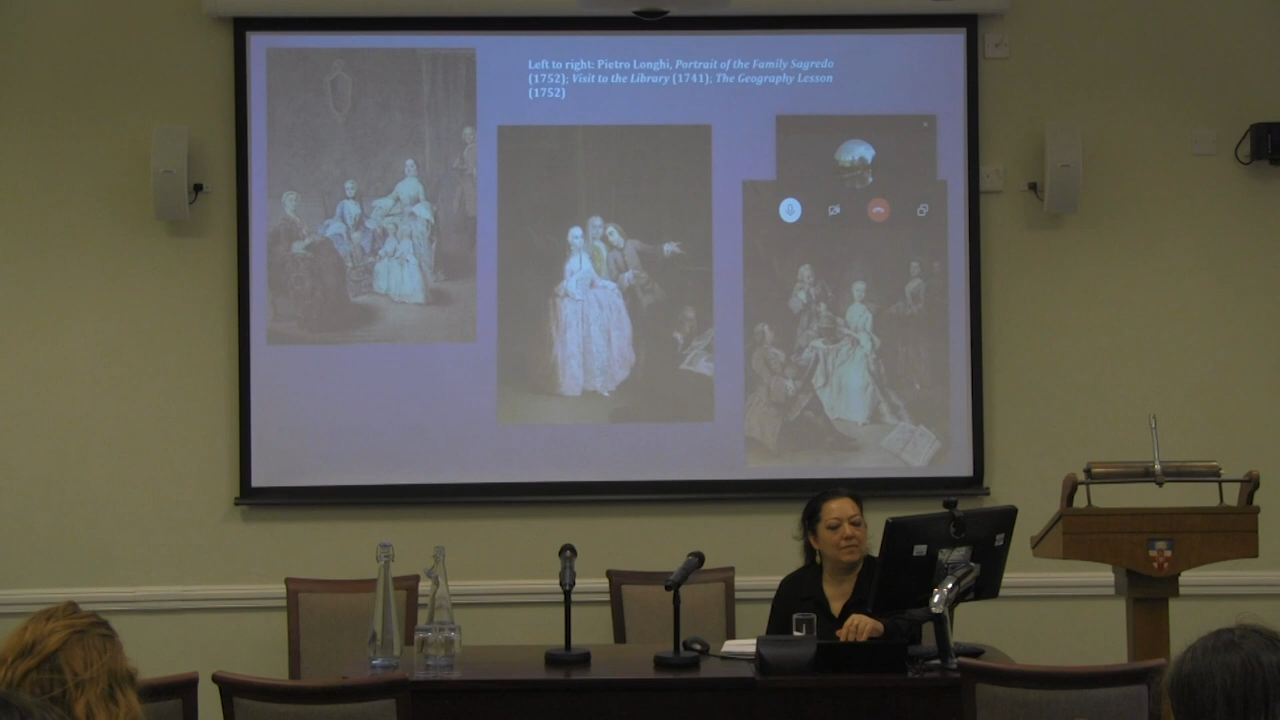 Left to right: Pietro Longhi, Portrait of the Family Sagredo
(1752); Visit to the Library (1741); The Geography Lesson
(1752)